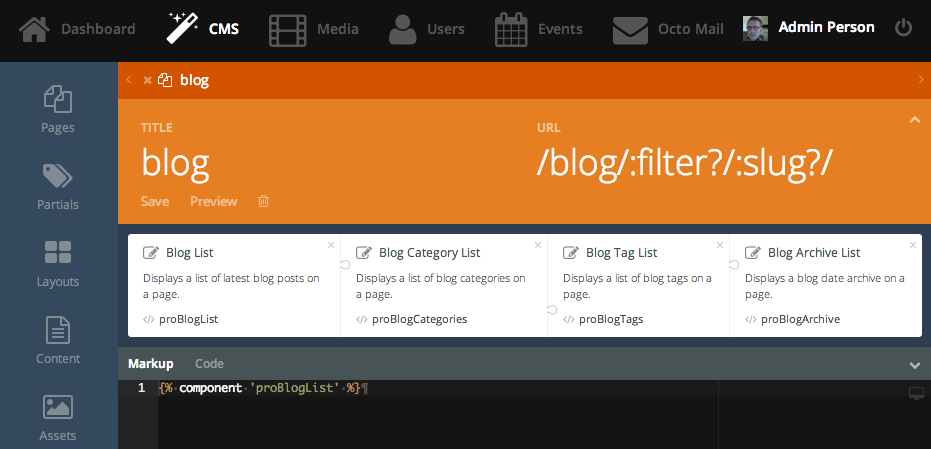 Dashboard CMS Media Users Events Octo Mail Admin Person
blog
Pages
TITLE URL
blog /blog/:filter?/:slug?/
Save Preview
Partials
Blog List Blog Category List Blog Tag List Blog Archive List
Displays a list of latest blog posts on a page.
Displays a list of blog categories on a page.
Displays a list of blog tags on a page.
Displays a blog date archive on a page.
proBlogList proBlogCategories proBlogTags proBlogArchive
Layouts
Content
Assets
Markup Code
1 {% component 'proBlogList' %}¶